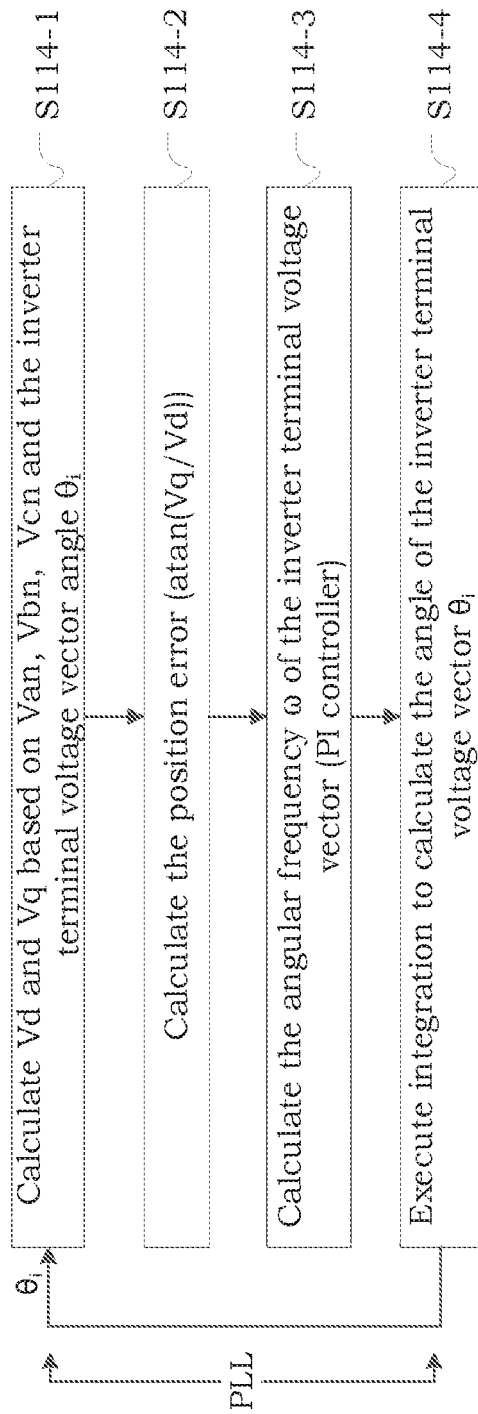 PLL
θi
Calculate Vd and Vq based on Van, Vbn, Vcn and the inverter
terminal voltage vector angle θi
S114-1
Calculate the position error (atan(Vq/Vd))
S114-2
Calculate the angular frequency ω of the inverter terminal voltage
vector (PI controller)
S114-3
Execute integration to calculate the angle of the inverter terminal
voltage vector θi
S114-4